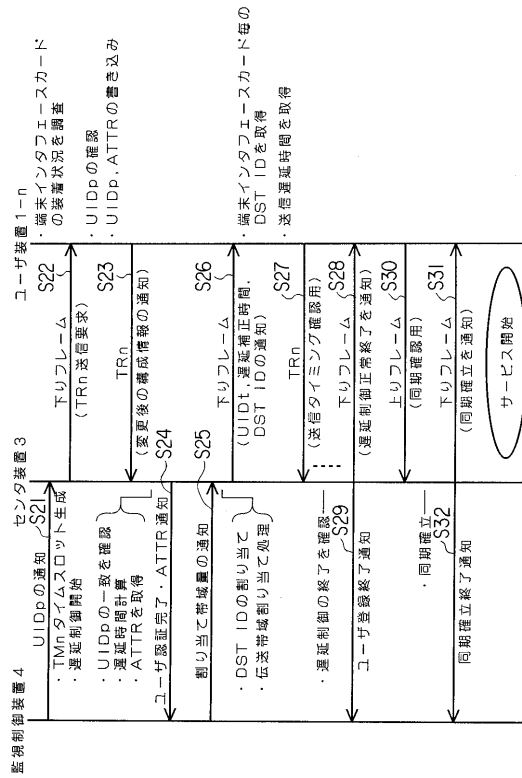 監視制御装置4
センタ装置3
ユーザ装置1-n
UIDpの通知
S21
・TMnタイムスロット生成
・遅延制御開始
下りフレーム
S22
(TRn送信要求)
・端末インタフェースカード
の装着状況を調査
・UIDpの確認
・UIDp,ATTRの書き込み
TRn
S23
(変更後の構成情報の通知)
・UIDpの一致を確認
・遅延時間計算
・ATTRを取得
ユーザ認証完了・ATTR通知
S24
割り当て帯域量の通知
S25
・DST IDの割り当て
・伝送帯域割り当て処理
下りフレーム
S26
(UIDt,遅延補正時間,
DST IDの通知)
・端末インタフェースカード毎の
DST IDを取得
・送信遅延時間を取得
TRn
S27
(送信タイミング確認用)
下りフレーム
S28
(遅延制御正常終了を通知)
・遅延制御の終了を確認
S29
ユーザ登録終了通知
上りフレーム
S30
(同期確認用)
・同期確立
下りフレーム
S31
(同期確立を通知)
S32
同期確立終了通知
サービス開始